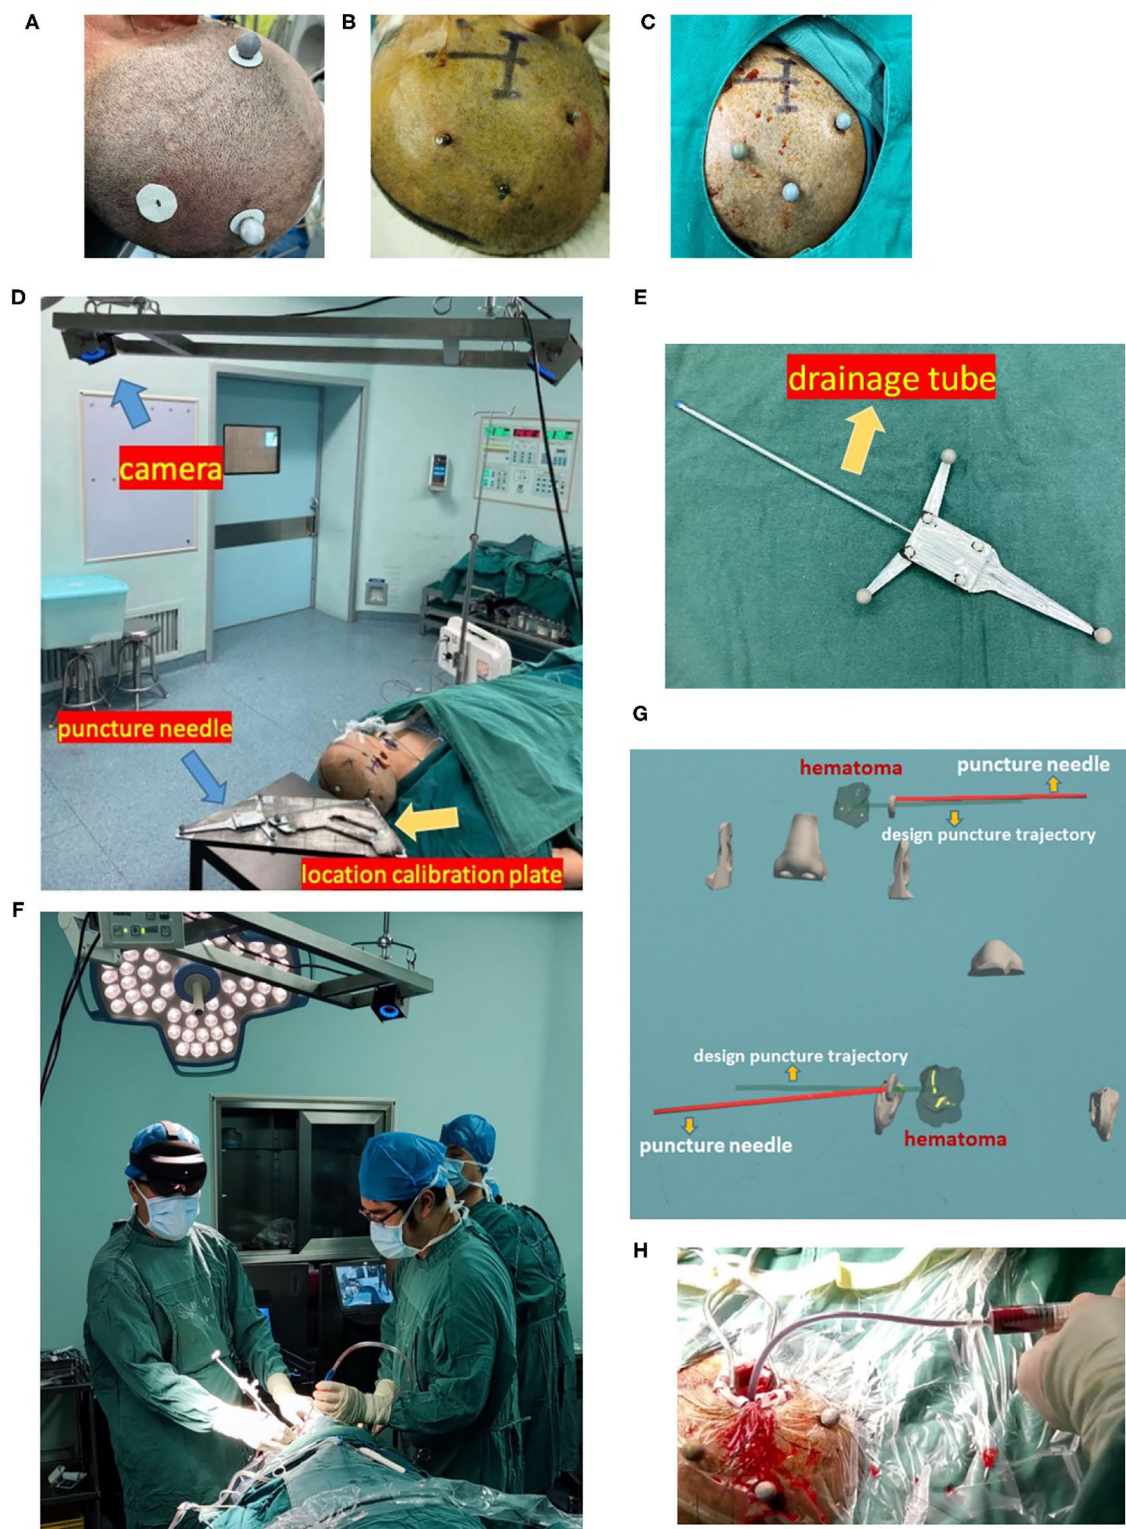 A
B
C
D
camera
puncture needle
location calibration plate
E
drainage tube
F
G
hematoma
puncture needle
design puncture trajectory
design puncture trajectory
puncture needle
hematoma
H